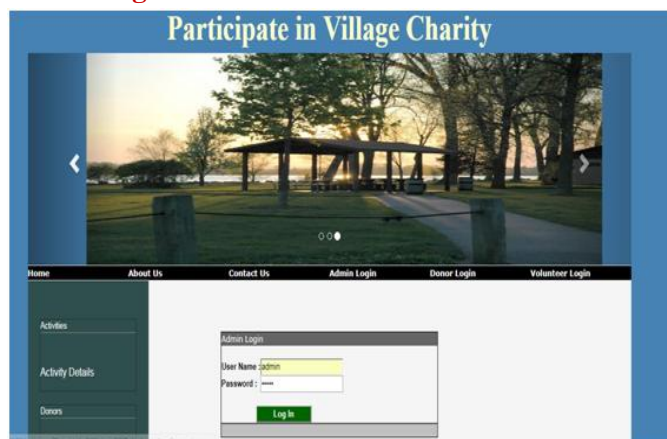 Participate in Village Charity
Home About Us Contact Us Admin Login Donor Login Volunteer Login
Activities
Activity Details
Donors
Admin Login
User Name : admin
Password : •••••
Log In